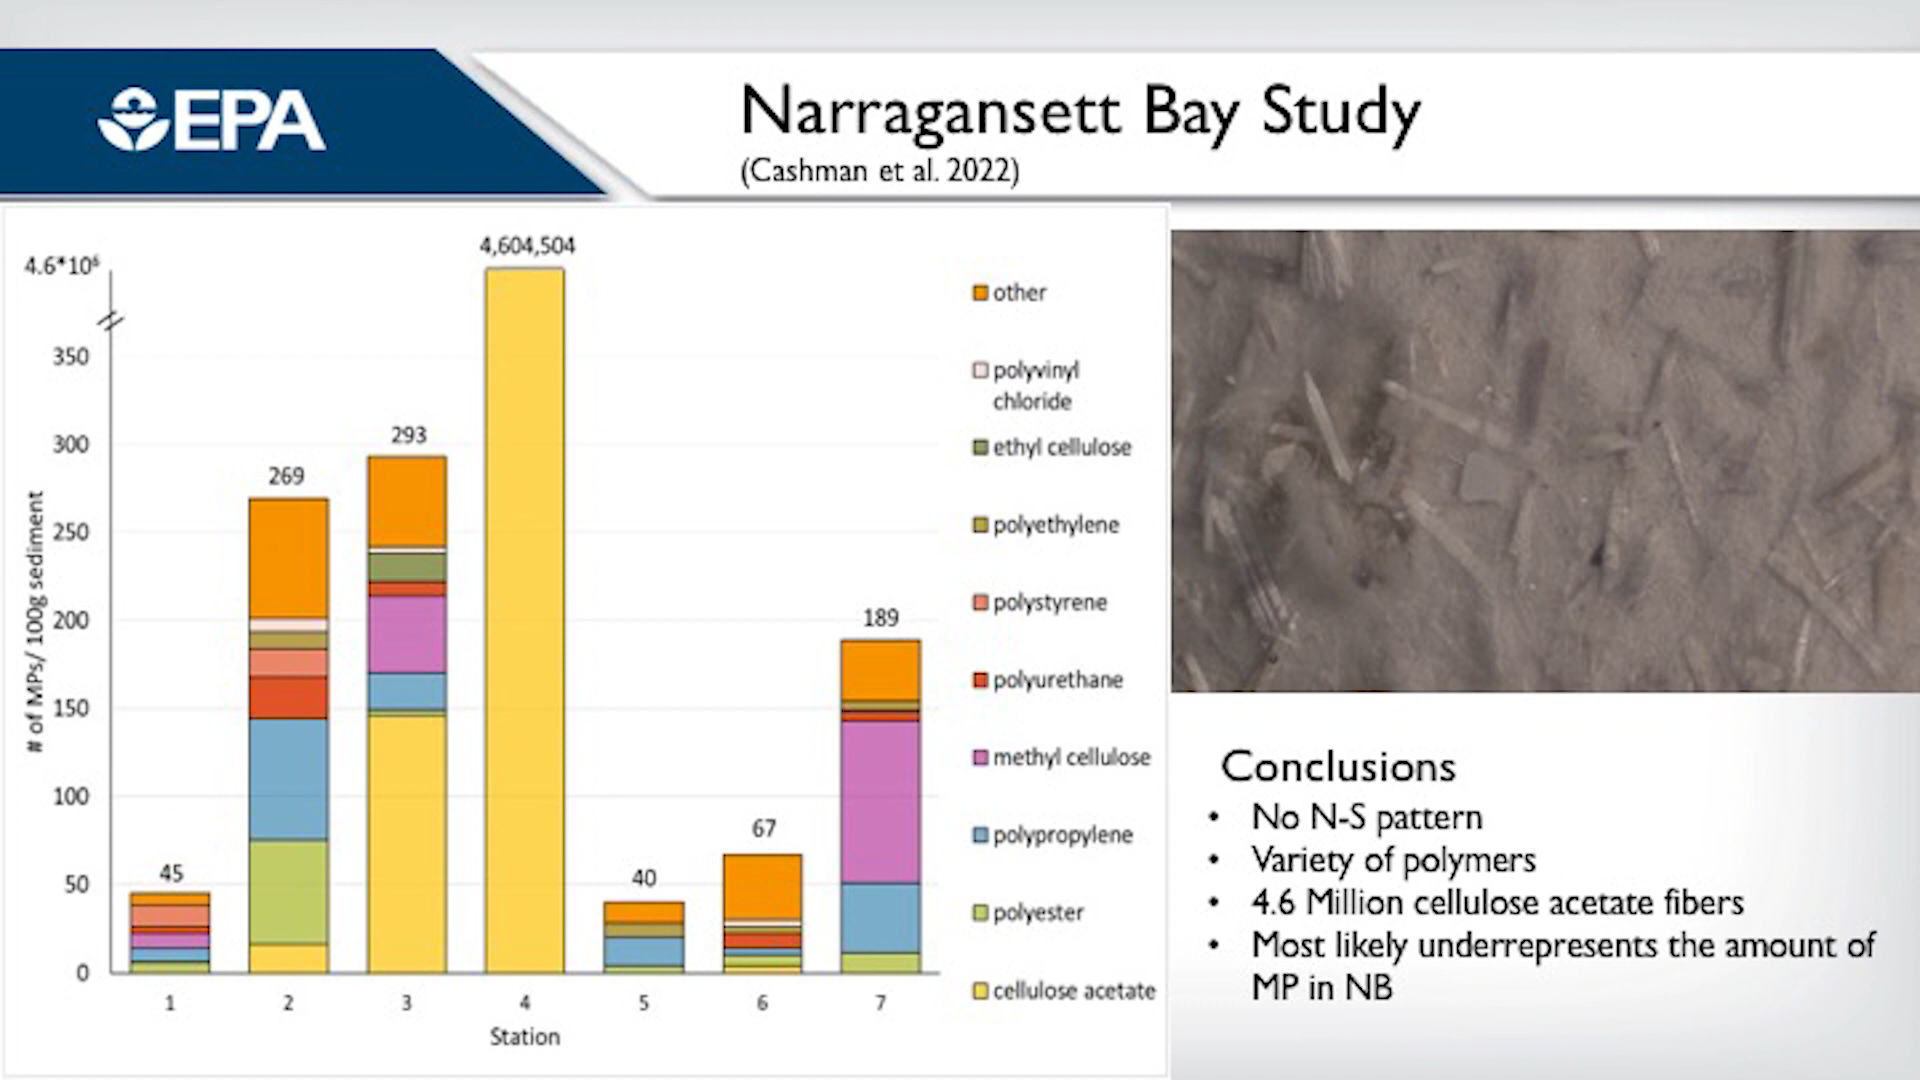 EPA
Narragansett Bay Study
(Cashman et al. 2022)
4,604,504
4.6*10⁶
350
300
250
200
150
100
50
0
# of MPs/ 100g sediment
45
269
293
40
67
189
1
2
3
4
5
6
7
Station
other
polyvinyl
chloride
ethyl cellulose
polyethylene
polystyrene
polyurethane
methyl cellulose
polypropylene
polyester
cellulose acetate
Conclusions
• No N-S pattern
• Variety of polymers
• 4.6 Million cellulose acetate fibers
• Most likely underrepresents the amount of
MP in NB